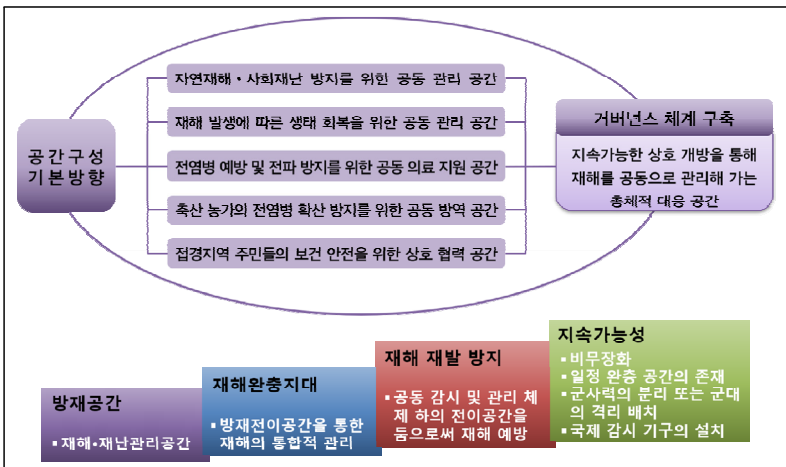 자연재해・사회재난 방지를 위한 공동 관리 공간
재해 발생에 따른 생태 회복을 위한 공동 관리 공간
전염병 예방 및 전파 방지를 위한 공동 의료 지원 공간
축산 농가의 전염병 확산 방지를 위한 공동 방역 공간
접경지역 주민들의 보건 안전을 위한 상호 협력 공간
공간구성
기본방향
거버넌스 체계 구축
지속가능한 상호 개방을 통해
재해를 공동으로 관리해 가는
총체적 대응 공간
방재공간
▪ 재해•재난관리공간
재해완충지대
▪ 방재전이공간을 통한
재해의 통합적 관리
재해 재발 방지
▪ 공동 감시 및 관리 체
제 하의 전이공간을
둠으로써 재해 예방
지속가능성
▪ 비무장화
▪ 일정 완충 공간의 존재
▪ 군사력의 분리 또는 군대
의 격리 배치
▪ 국제 감시 기구의 설치